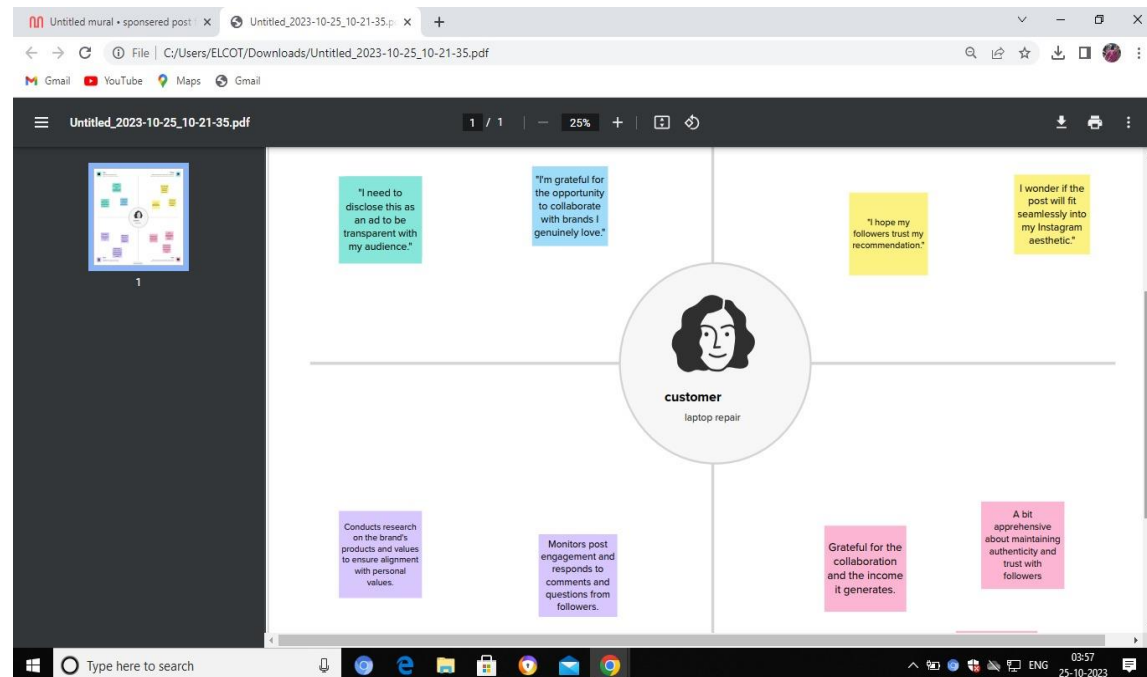 Untitled mural • sponsered post
Untitled_2023-10-25_10-21-35.p
File
C:/Users/ELCOT/Downloads/Untitled_2023-10-25_10-21-35.pdf
Gmail
YouTube
Maps
Gmail
Untitled_2023-10-25_10-21-35.pdf
1 / 1
25%
1
"I need to
disclose this as
an ad to be
transparent with
my audience."
"I'm grateful for
the opportunity
to collaborate
with brands I
genuinely love."
"I hope my
followers trust my
recommendation."
I wonder if the
post will fit
seamlessly into
my Instagram
aesthetic."
customer
laptop repair
Conducts research
on the brand's
products and values
to ensure alignment
with personal
values.
Monitors post
engagement and
responds to
comments and
questions from
followers.
Grateful for the
collaboration
and the income
it generates.
A bit
apprehensive
about maintaining
authenticity and
trust with
followers
Type here to search
ENG
03:57
25-10-2023